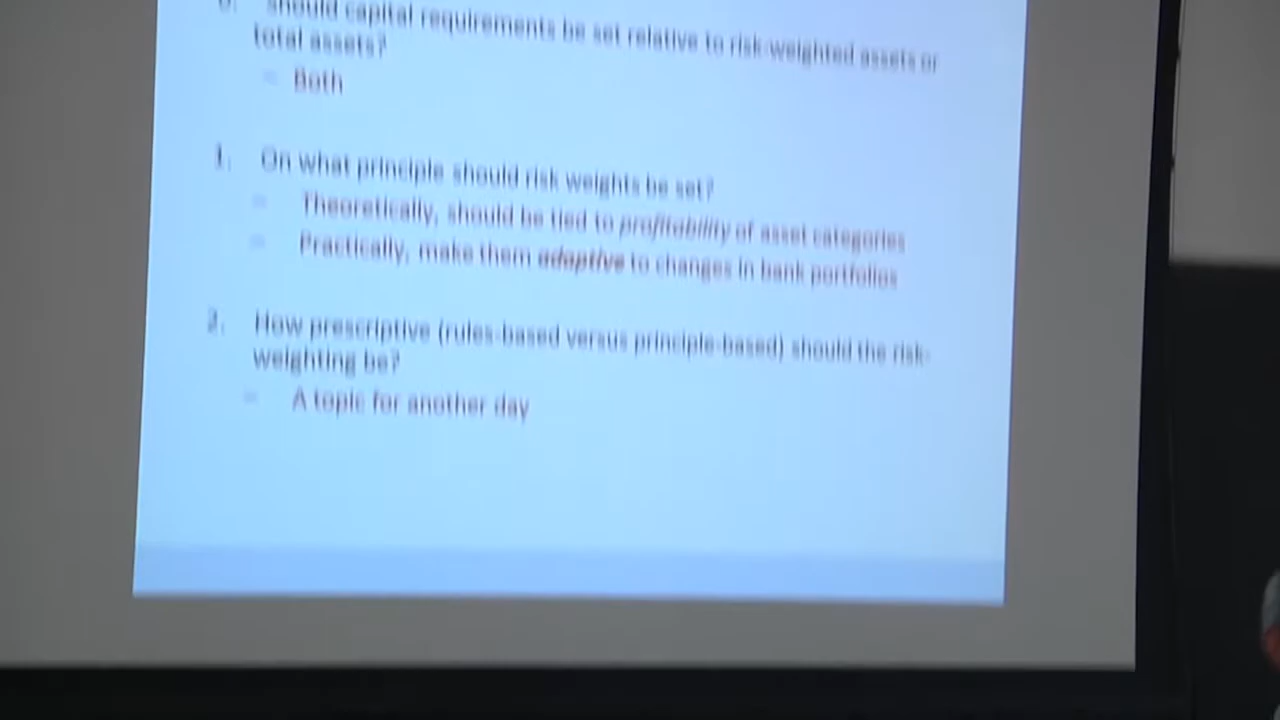 should capital requirements be set relative to risk-weighted assets or
total assets?
Both
1. On what principle should risk weights be set?
Theoretically, should be tied to profitability of asset categories
Practically, make them adaptive to changes in bank portfolios
2. How prescriptive (rules-based versus principle-based) should the risk-
weighting be?
A topic for another day